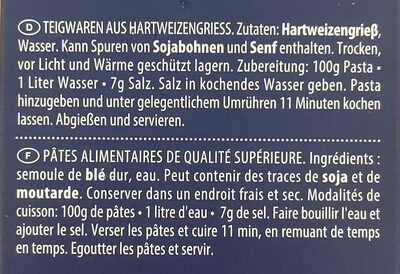 D TEIGWAREN AUS HARTWEIZENGRIESS. Zutaten: Hartweizengrieß,
Wasser. Kann Spuren von Sojabohnen und Senf enthalten. Trocken,
vor Licht und Wärme geschützt lagern. Zubereitung: 100g Pasta •
1 Liter Wasser • 7g Salz. Salz in kochendes Wasser geben. Pasta
hinzugeben und unter gelegentlichem Umrühren 11 Minuten kochen
lassen. Abgießen und servieren.
F PÂTES ALIMENTAIRES DE QUALITÉ SUPÉRIEURE. Ingrédients :
semoule de blé dur, eau. Peut contenir des traces de soja et de
moutarde. Conserver dans un endroit frais et sec. Modalités de
cuisson: 100g de pâtes • 1 litre d'eau • 7g de sel. Faire bouillir l'eau et
ajouter le sel. Verser les pâtes et cuire 11 min, en remuant de temps
en temps. Egoutter les pâtes et servir.